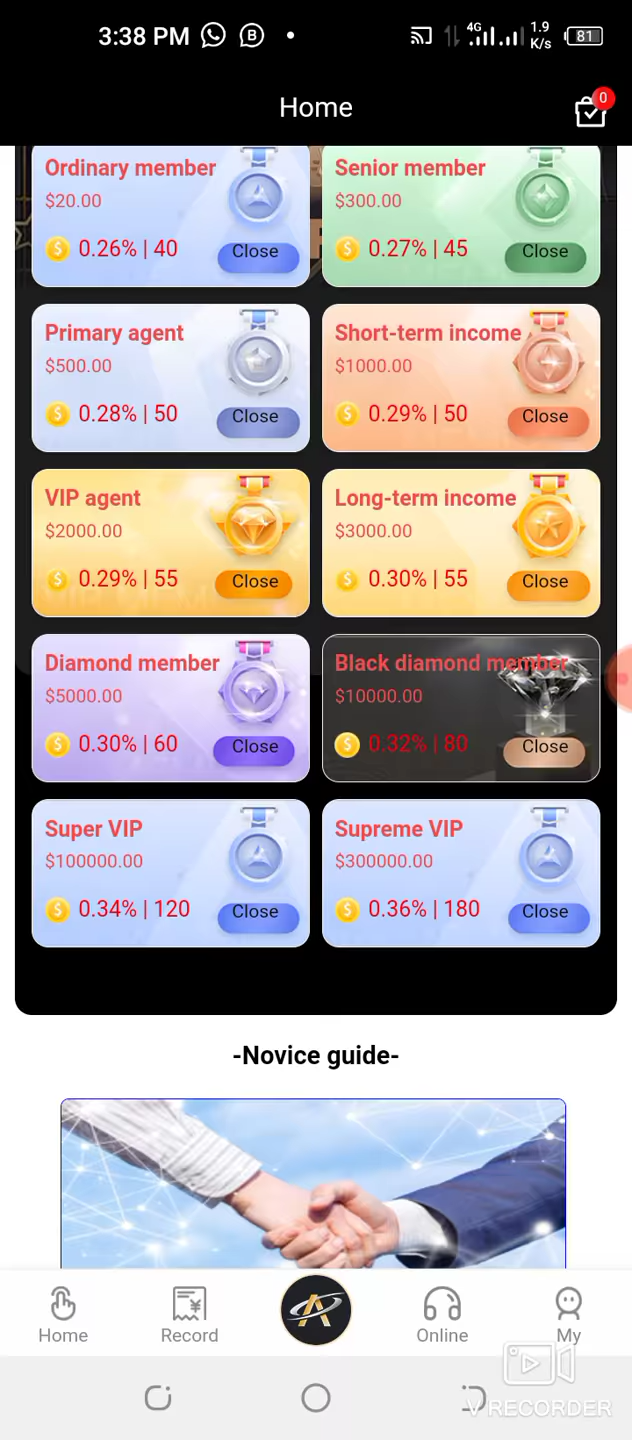 3:38 PM
B
4G
1.9
K/s
81
Home
0
Ordinary member
$20.00
0.26% | 40
Close
Senior member
$300.00
0.27% | 45
Close
Primary agent
$500.00
0.28% | 50
Close
Short-term income
$1000.00
0.29% | 50
Close
VIP agent
$2000.00
0.29% | 55
Close
Long-term income
$3000.00
0.30% | 55
Close
Diamond member
$5000.00
0.30% | 60
Close
Black diamond member
$10000.00
0.32% | 80
Close
Super VIP
$100000.00
0.34% | 120
Close
Supreme VIP
$300000.00
0.36% | 180
Close
-Novice guide-
Home
Record
Online
My
V RECORDER